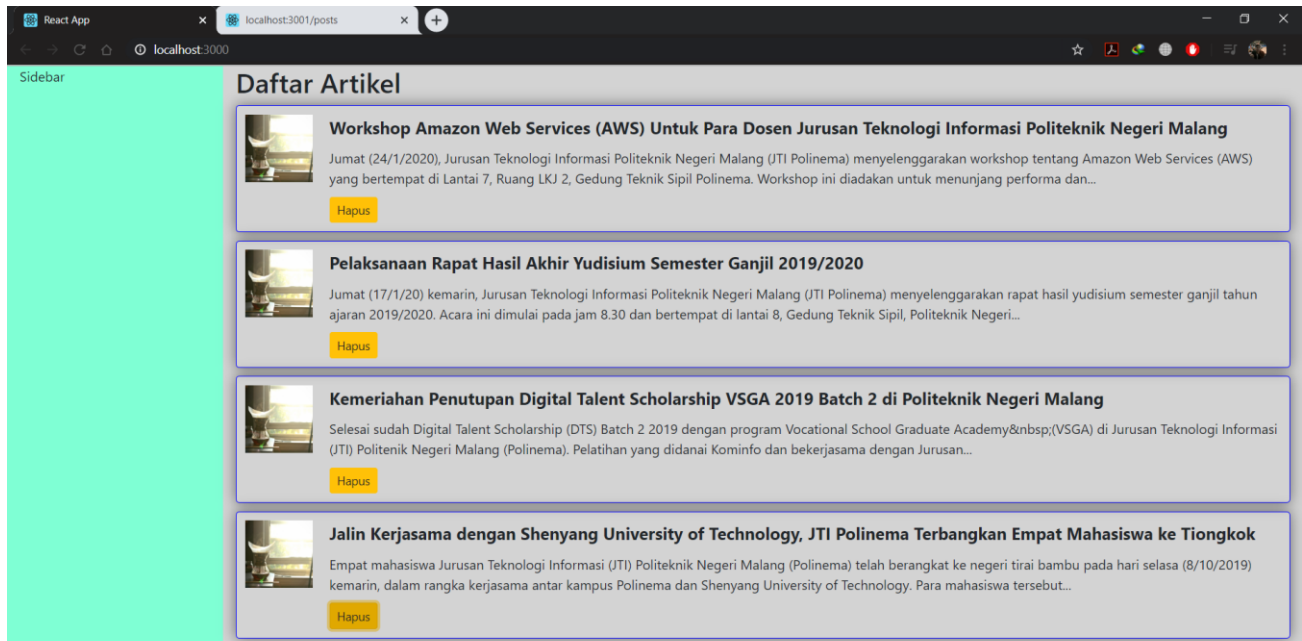 React App
localhost:3001/posts
localhost:3000
Sidebar
Daftar Artikel
Workshop Amazon Web Services (AWS) Untuk Para Dosen Jurusan Teknologi Informasi Politeknik Negeri Malang
Jumat (24/1/2020), Jurusan Teknologi Informasi Politeknik Negeri Malang (JTI Polinema) menyelenggarakan workshop tentang Amazon Web Services (AWS)
yang bertempat di Lantai 7, Ruang LKJ 2, Gedung Teknik Sipil Polinema. Workshop ini diadakan untuk menunjang performa dan...
Hapus
Pelaksanaan Rapat Hasil Akhir Yudisium Semester Ganjil 2019/2020
Jumat (17/1/20) kemarin, Jurusan Teknologi Informasi Politeknik Negeri Malang (JTI Polinema) menyelenggarakan rapat hasil yudisium semester ganjil tahun
ajaran 2019/2020. Acara ini dimulai pada jam 8.30 dan bertempat di lantai 8, Gedung Teknik Sipil, Politeknik Negeri...
Hapus
Kemeriahan Penutupan Digital Talent Scholarship VSGA 2019 Batch 2 di Politeknik Negeri Malang
Selesai sudah Digital Talent Scholarship (DTS) Batch 2 2019 dengan program Vocational School Graduate Academy&nbsp;(VSGA) di Jurusan Teknologi Informasi
(JTI) Politenik Negeri Malang (Polinema). Pelatihan yang didanai Kominfo dan bekerjasama dengan Jurusan...
Hapus
Jalin Kerjasama dengan Shenyang University of Technology, JTI Polinema Terbangkan Empat Mahasiswa ke Tiongkok
Empat mahasiswa Jurusan Teknologi Informasi (JTI) Politeknik Negeri Malang (Polinema) telah berangkat ke negeri tirai bambu pada hari selasa (8/10/2019)
kemarin, dalam rangka kerjasama antar kampus Polinema dan Shenyang University of Technology. Para mahasiswa tersebut...
Hapus